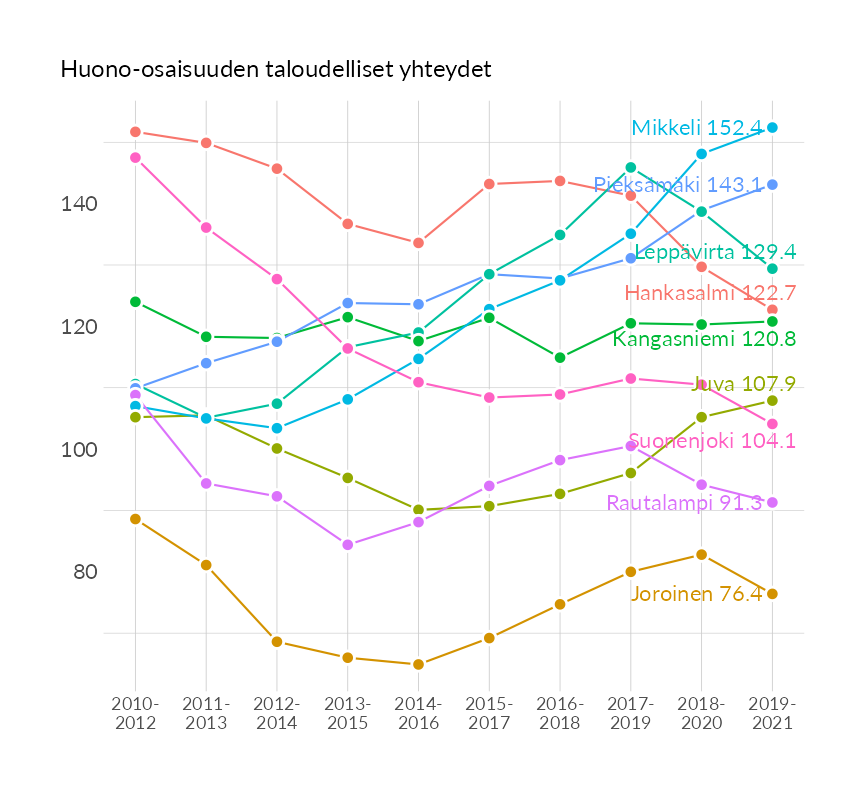 Huono-osaisuuden taloudelliset yhteydet
Mikkeli 152.4
Pieksämäki 143.1
140
Leppävirta 129.4
Hankasalmi 122.7
120
Kangasniemi 120.8
Juva 107.9
Suonenjoki 104.1
100
Rautalampi 91.3
80
Joroinen 76.4
2010- 2011- 2012- 2013- 2014- 2015- 2016- 2017- 2018- 2019-
2012 2013 2014 2015 2016 2017 2018 2019 2020 2021